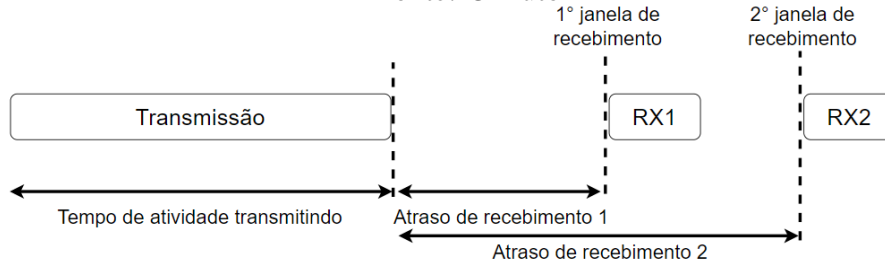 1° janela de
recebimento
2° janela de
recebimento
Transmissão
RX1
RX2
Tempo de atividade transmitindo
Atraso de recebimento 1
Atraso de recebimento 2